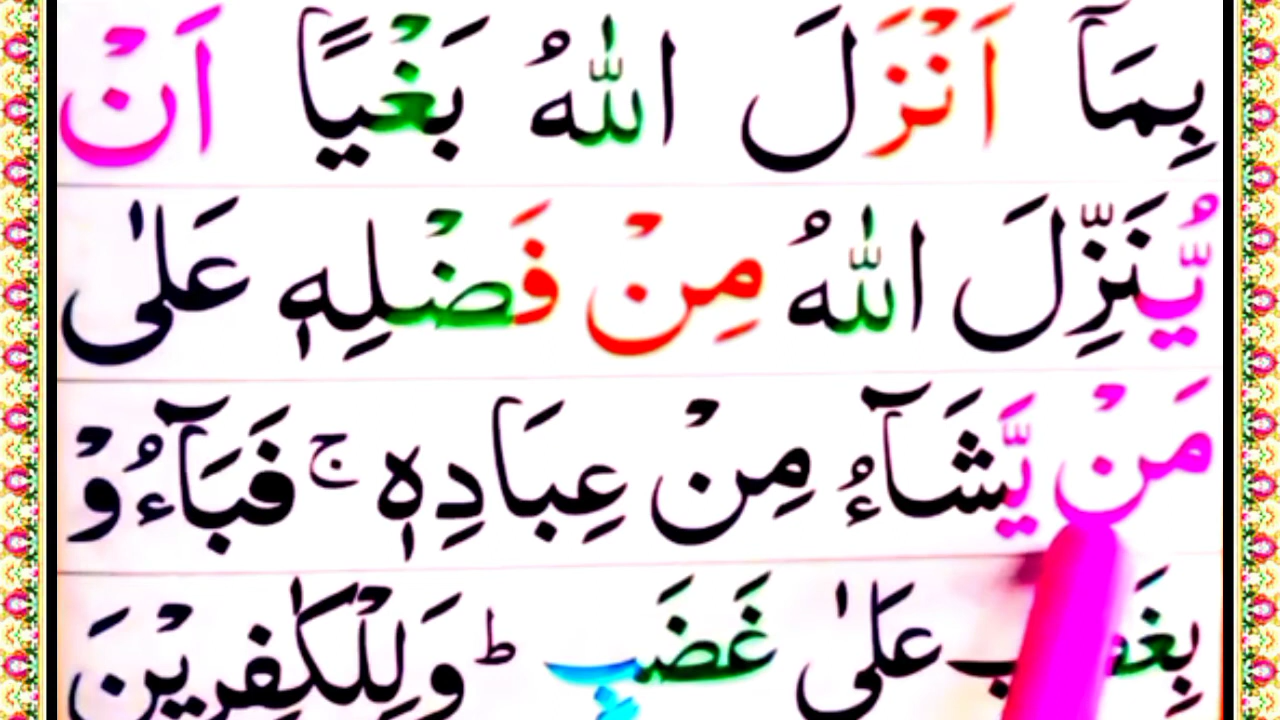 بِمَآ اَنْزَلَ اللّٰهُ بَغْيًا اَنْ
يُّنَزِّلَ اللّٰهُ مِنْ فَضْلِهٖ عَلٰى
مَنْ يَّشَآءُ مِنْ عِبَادِهٖ ۚ فَبَآءُوْ
بِغَضَبٍ عَلٰى غَضَبٍ ؕ وَلِلْكٰفِرِيْنَ